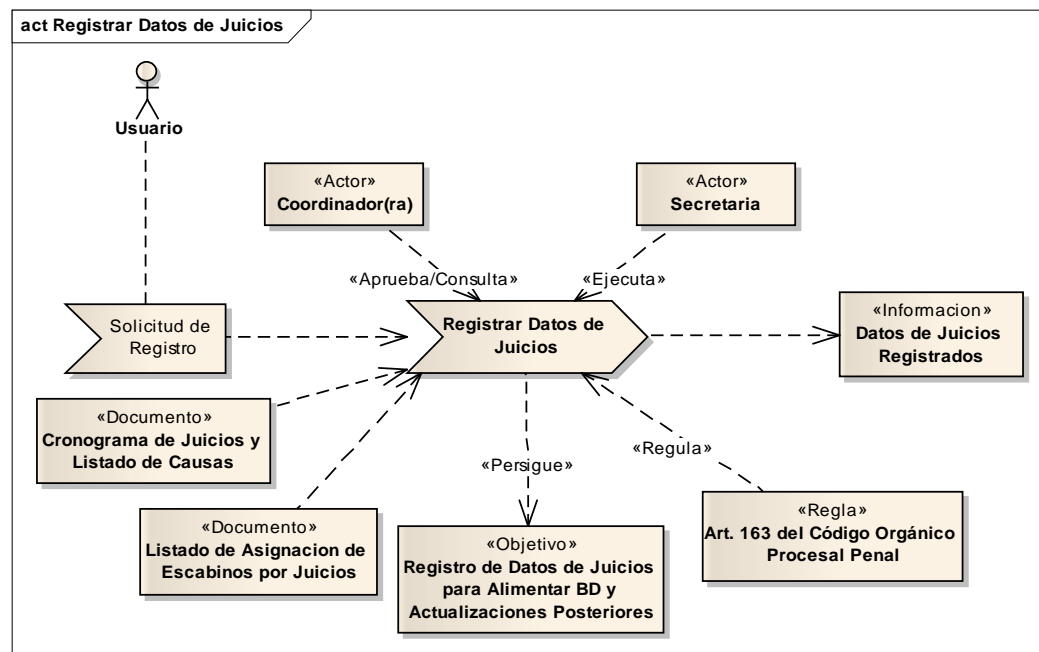 act Registrar Datos de Juicios
Usuario
«Actor»
Coordinador(ra)
«Actor»
Secretaria
«Aprueba/Consulta»
«Ejecuta»
Solicitud de
Registro
Registrar Datos de
Juicios
«Informacion»
Datos de Juicios
Registrados
«Documento»
Cronograma de Juicios y
Listado de Causas
«Persigue»
«Regula»
«Documento»
Listado de Asignacion de
Escabinos por Juicios
«Objetivo»
Registro de Datos de Juicios
para Alimentar BD y
Actualizaciones Posteriores
«Regla»
Art. 163 del Código Orgánico
Procesal Penal